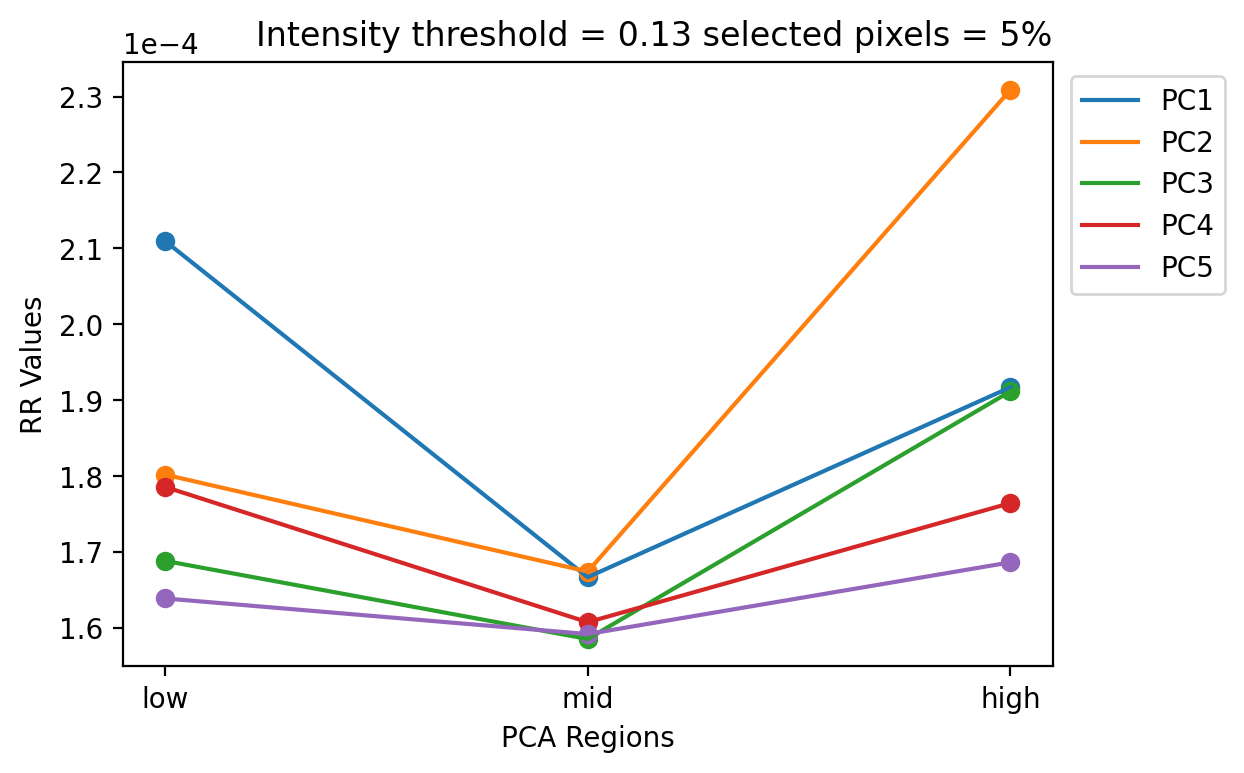 Intensity threshold = 0.13 selected pixels = 5%
1e−4
2.3
2.2
2.1
2.0
1.9
1.8
1.7
1.6
RR Values
low
mid
high
PCA Regions
PC1
PC2
PC3
PC4
PC5